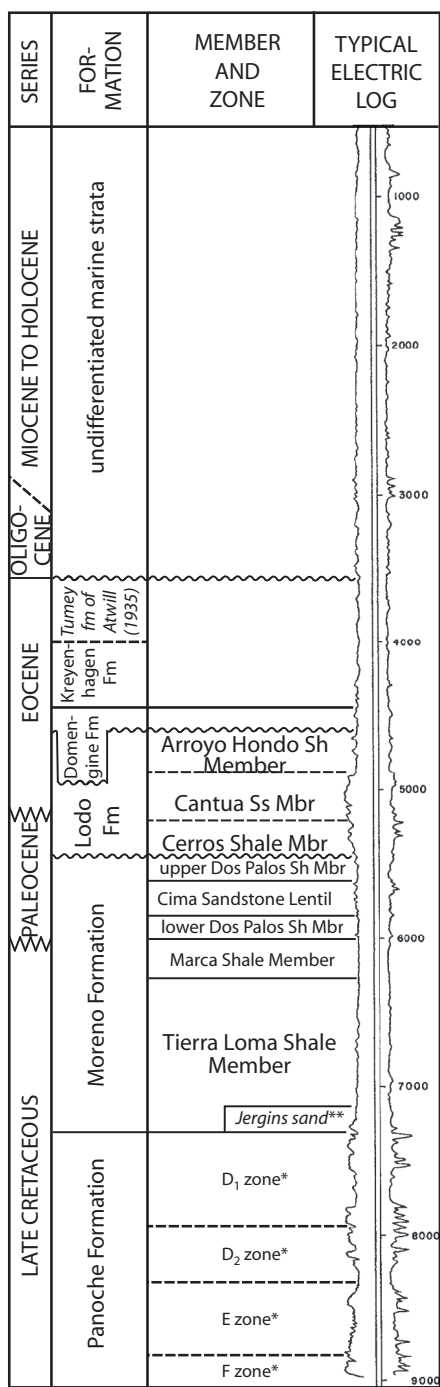 SERIES
FOR-
MATION
MEMBER
AND
ZONE
TYPICAL
ELECTRIC
LOG
MIOCENE TO HOLOCENE
OLIGO-
CENE
EOCENE
PALEOCENE
LATE CRETACEOUS
undifferentiated marine strata
Tumey
fm of
Atwill
(1935)
Kreyen-
hagen
Fm
Domen-
gine Fm
Lodo
Fm
Moreno Formation
Panoche Formation
Arroyo Hondo Sh
Member
Cantua Ss Mbr
Cerros Shale Mbr
upper Dos Palos Sh Mbr
Cima Sandstone Lentil
lower Dos Palos Sh Mbr
Marca Shale Member
Tierra Loma Shale
Member
Jergins sand**
D1 zone*
D2 zone*
E zone*
F zone*
1000
2000
3000
4000
5000
6000
7000
8000
9000